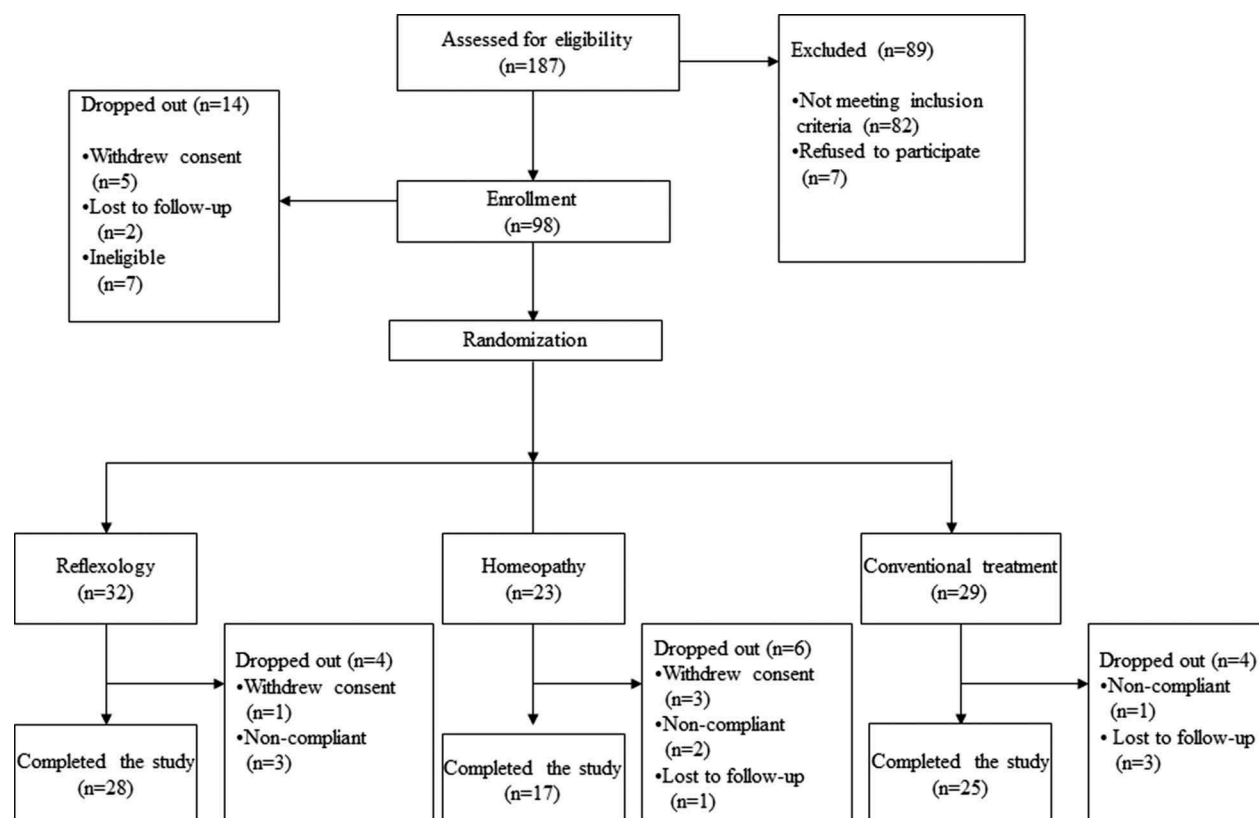 Assessed for eligibility
(n=187)
Excluded (n=89)
•Not meeting inclusion
criteria (n=82)
•Refused to participate
(n=7)
Dropped out (n=14)
•Withdrew consent
(n=5)
•Lost to follow-up
(n=2)
•Ineligible
(n=7)
Enrollment
(n=98)
Randomization
Reflexology
(n=32)
Homeopathy
(n=23)
Conventional treatment
(n=29)
Dropped out (n=4)
•Withdrew consent
(n=1)
•Non-compliant
(n=3)
Dropped out (n=6)
•Withdrew consent
(n=3)
•Non-compliant
(n=2)
•Lost to follow-up
(n=1)
Dropped out (n=4)
•Non-compliant
(n=1)
• Lost to follow-up
(n=3)
Completed the study
(n=28)
Completed the study
(n=17)
Completed the study
(n=25)